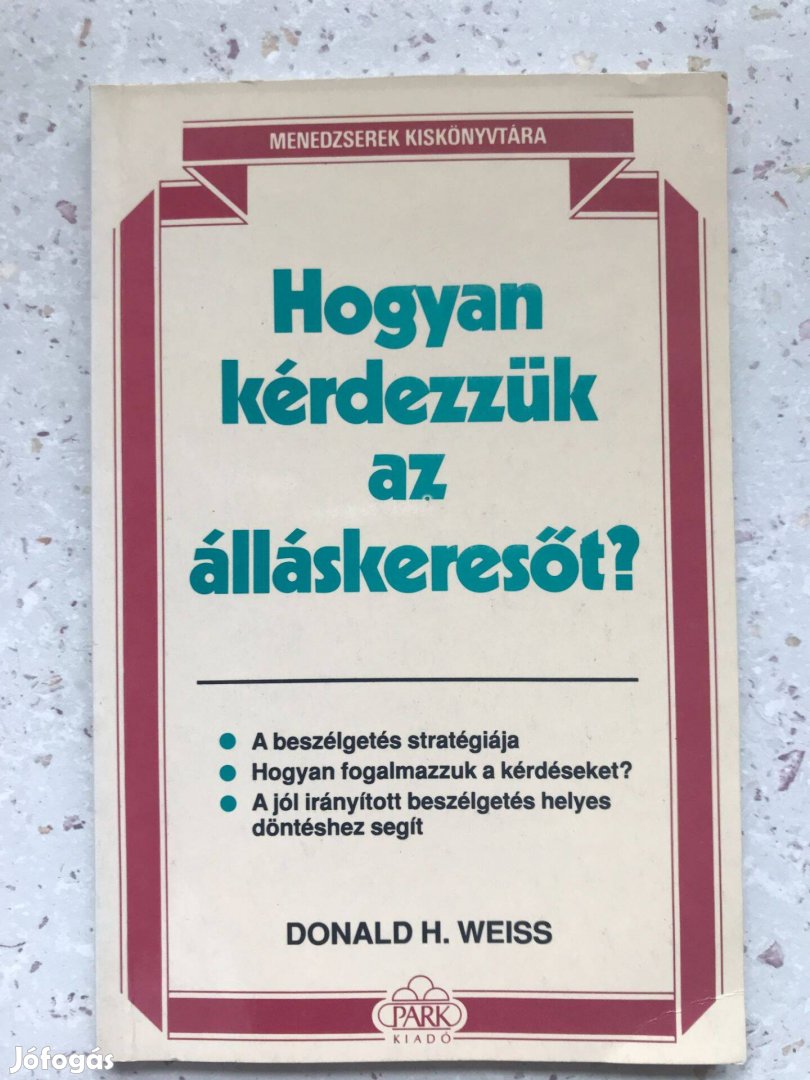 MENEDZSEREK KISKÖNYVTÁRA
Hogyan
kérdezzük
az
álláskeresőt?
● A beszélgetés stratégiája
● Hogyan fogalmazzuk a kérdéseket?
● A jól irányított beszélgetés helyes
döntéshez segít
DONALD H. WEISS
PARK
KIADÓ
Jófogás